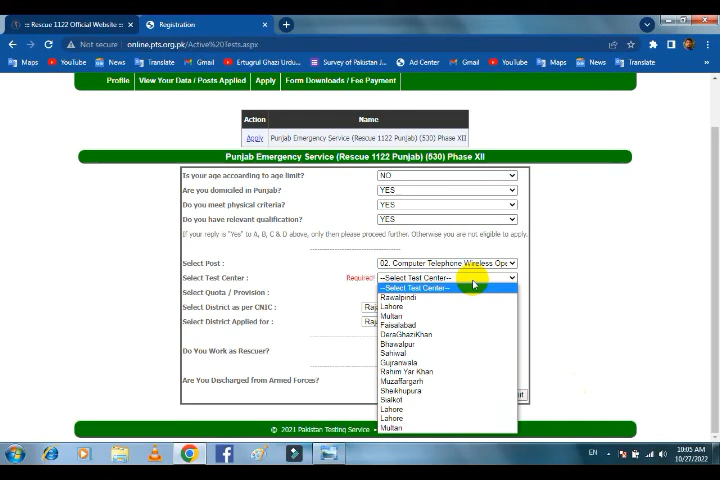 :: Rescue 1122 Official Website ::
Registration
Not secure
online.pts.org.pk/Active%20Tests.aspx
Maps YouTube News Translate Gmail Ertugrul Ghazi Urdu... Survey of Pakistan J... Ad Center Gmail YouTube Maps News Translate
Profile View Your Data / Posts Applied Apply Form Downloads / Fee Payment
Action Name
Apply Punjab Emergency Service (Rescue 1122 Punjab) (530) Phase XII
Punjab Emergency Service (Rescue 1122 Punjab) (530) Phase XII
Is your age accoarding to age limit? NO
Are you domiciled in Punjab? YES
Do you meet physical criteria? YES
Do you have relevant qualification? YES
If your reply is "Yes" to A, B, C & D above, only then please proceed further. Otherwise you are not eligible to apply.
Select Post: 02. Computer Telephone Wireless Ope
Select Test Center: Required! --Select Test Center--
--Select Test Center--
Select Quota / Provision :
Rawalpindi
Lahore
Select District as per CNIC: Raj
Multan
Select District Applied for : Raj
Faisalabad
DeraGhaziKhan
Bhawalpur
Do You Work as Rescuer?
Sahiwal
Gujranwala
Rahim Yar Khan
Are You Discharged from Armed Forces?
Muzaffargarh
Sheikhupura
Sialkot
Lahore
Lahore
Multan
© 2021 Pakistan Testing Service •
EN
10:05 AM
10/27/2022